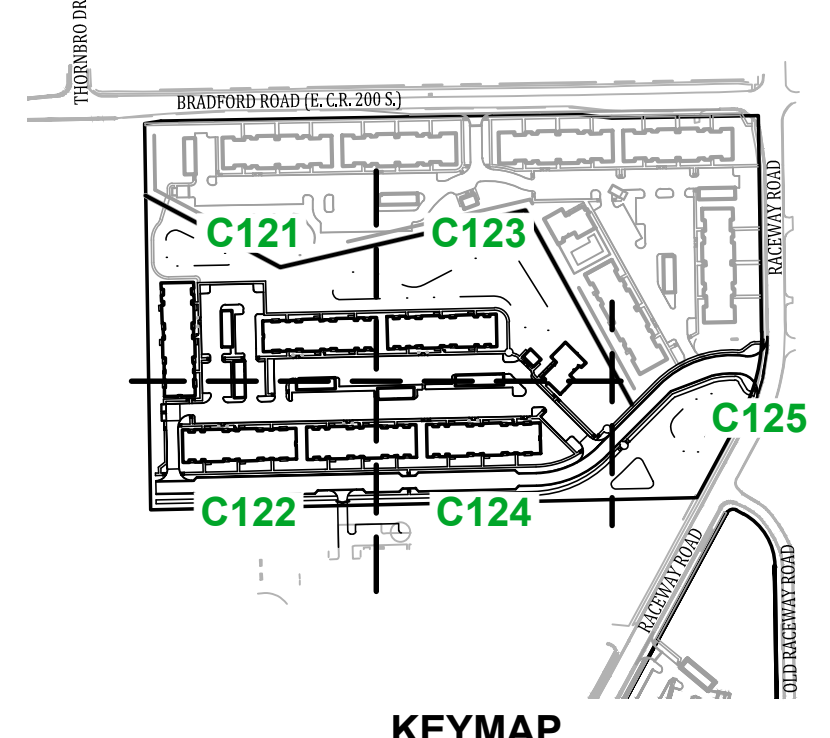 THORNBRO DR
BRADFORD ROAD (E. C.R. 200 S.)
RACEWAY ROAD
C121
C123
C125
C122
C124
RACEWAY ROAD
OLD RACEWAY ROAD
KEYMAP